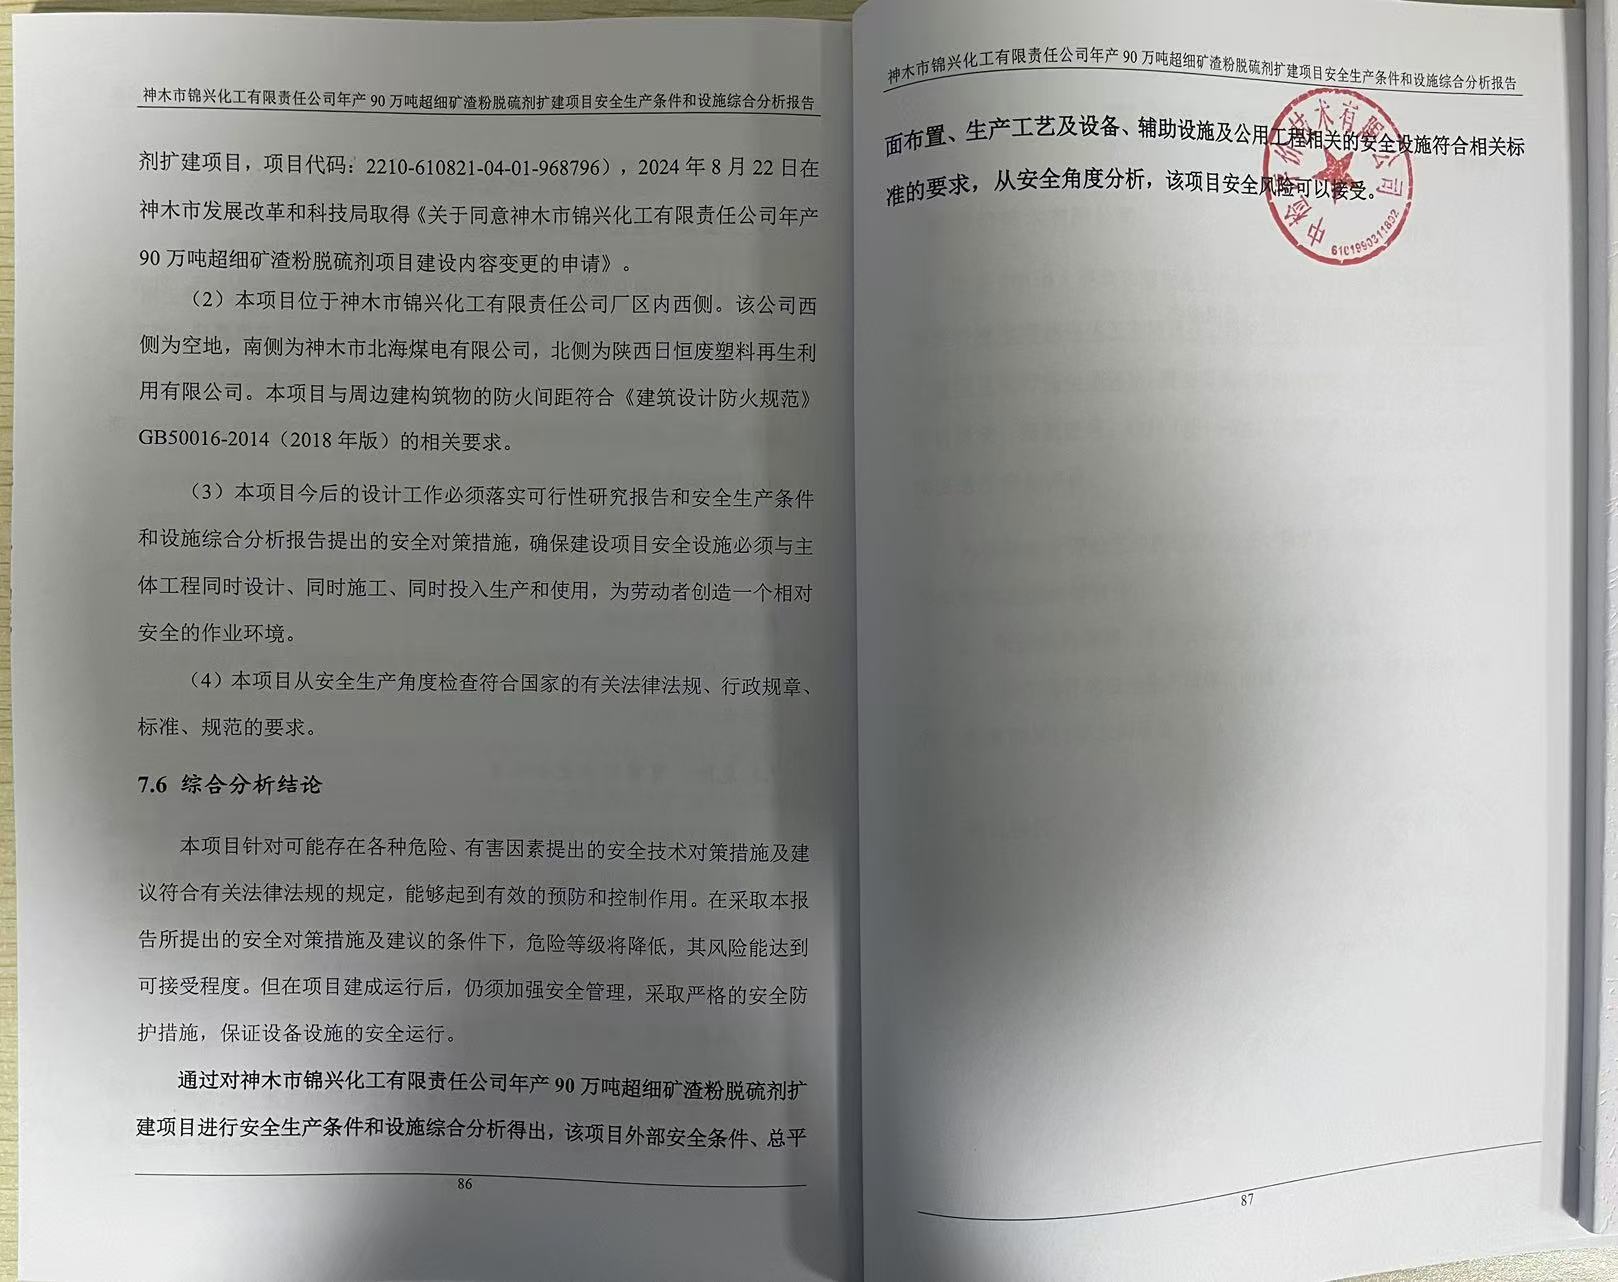 神木市锦兴化工有限责任公司年产 90 万吨超细矿渣粉脱硫剂扩建项目安全生产条件和设施综合分析报告
剂扩建项目，项目代码：2210-610821-04-01-968796），2024 年 8 月 22 日在
神木市发展改革和科技局取得《关于同意神木市锦兴化工有限责任公司年产
90 万吨超细矿渣粉脱硫剂项目建设内容变更的申请》。
（2）本项目位于神木市锦兴化工有限责任公司厂区内西侧。该公司西
侧为空地，南侧为神木市北海煤电有限公司，北侧为陕西日恒废塑料再生利
用有限公司。本项目与周边建构筑物的防火间距符合《建筑设计防火规范》
GB50016-2014（2018 年版）的相关要求。
（3）本项目今后的设计工作必须落实可行性研究报告和安全生产条件
和设施综合分析报告提出的安全对策措施，确保建设项目安全设施必须与主
体工程同时设计、同时施工、同时投入生产和使用，为劳动者创造一个相对
安全的作业环境。
（4）本项目从安全生产角度检查符合国家的有关法律法规、行政规章、
标准、规范的要求。
7.6 综合分析结论
本项目针对可能存在各种危险、有害因素提出的安全技术对策措施及建
议符合有关法律法规的规定，能够起到有效的预防和控制作用。在采取本报
告所提出的安全对策措施及建议的条件下，危险等级将降低，其风险能达到
可接受程度。但在项目建成运行后，仍须加强安全管理，采取严格的安全防
护措施，保证设备设施的安全运行。
通过对神木市锦兴化工有限责任公司年产 90 万吨超细矿渣粉脱硫剂扩
建项目进行安全生产条件和设施综合分析得出，该项目外部安全条件、总平
86
神木市锦兴化工有限责任公司年产 90 万吨超细矿渣粉脱硫剂扩建项目安全生产条件和设施综合分析报告
面布置、生产工艺及设备、辅助设施及公用工程相关的安全设施符合相关标
准的要求，从安全角度分析，该项目安全风险可以接受。
中检 价技术有限公司
6101990311802
87